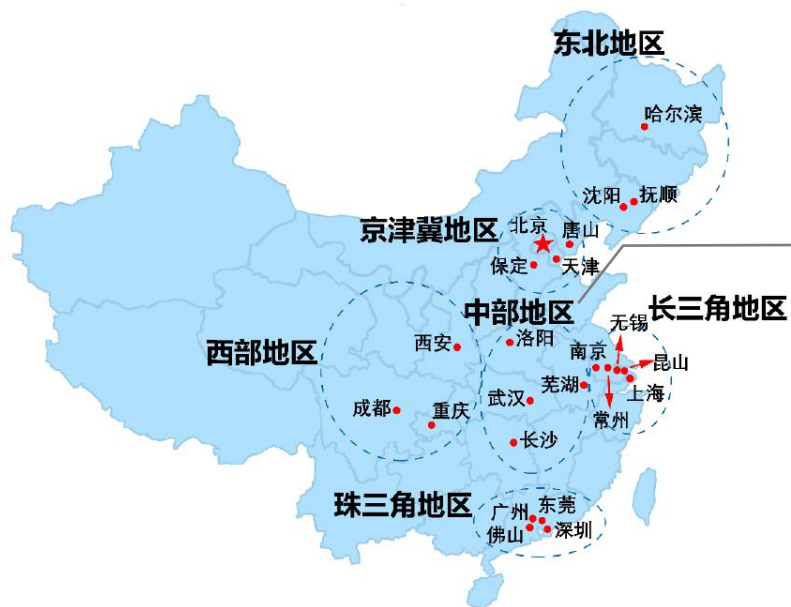 东北地区
哈尔滨
沈阳
抚顺
京津冀地区
北京
唐山
保定
天津
中部地区
长三角地区
西部地区
西安
洛阳
无锡
南京
昆山
芜湖
上海
成都
重庆
武汉
常州
长沙
珠三角地区
广州
东莞
佛山
深圳